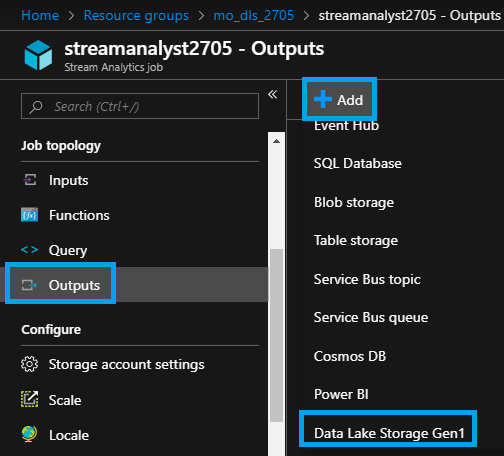 Home > Resource groups > mo_dls_2705 > streamanalyst2705 - Outputs
streamanalyst2705 - Outputs
Stream Analytics job
Search (Ctrl+/)
Job topology
Inputs
Functions
Query
Outputs
Configure
Storage account settings
Scale
Locale
Add
Event Hub
SQL Database
Blob storage
Table storage
Service Bus topic
Service Bus queue
Cosmos DB
Power BI
Data Lake Storage Gen1